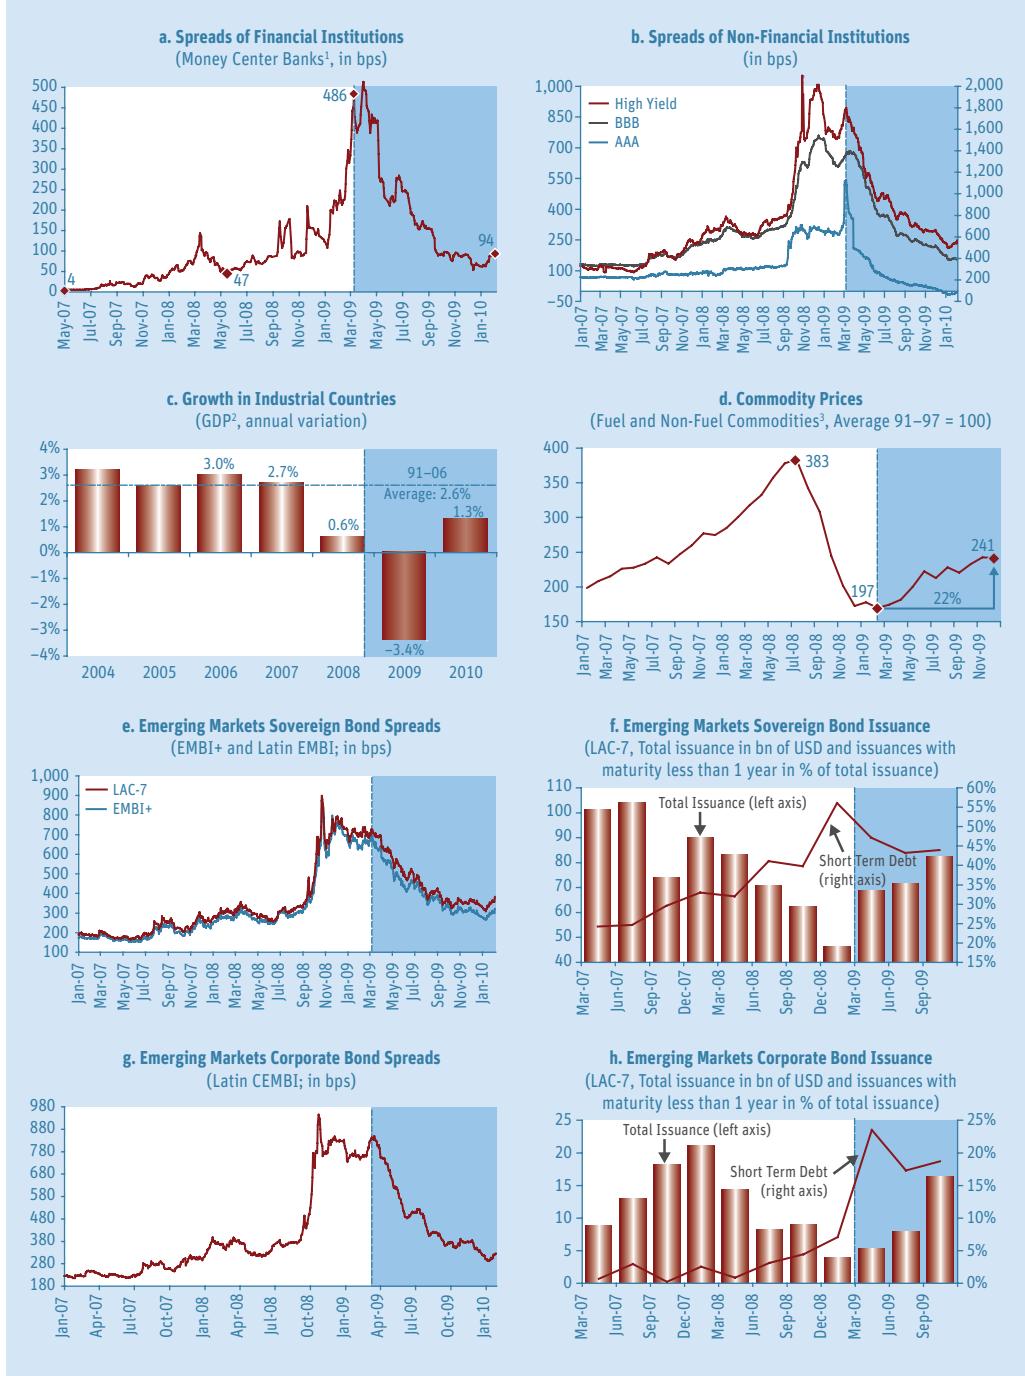 a. Spreads of Financial Institutions
(Money Center Banks¹, in bps)
500
450
400
350
300
250
200
150
100
50
0
4
47
486
94
May-07
Jul-07
Sep-07
Nov-07
Jan-08
Mar-08
May-08
Jul-08
Sep-08
Nov-08
Jan-09
Mar-09
May-09
Jul-09
Sep-09
Nov-09
Jan-10
b. Spreads of Non-Financial Institutions
(in bps)
1,000
850
700
550
400
250
100
−50
High Yield
BBB
AAA
2,000
1,800
1,600
1,400
1,200
1,000
800
600
400
200
0
Jan-07
Mar-07
May-07
Jul-07
Sep-07
Nov-07
Jan-08
Mar-08
May-08
Jul-08
Sep-08
Nov-08
Jan-09
Mar-09
May-09
Jul-09
Sep-09
Nov-09
Jan-10
c. Growth in Industrial Countries
(GDP², annual variation)
4%
3%
2%
1%
0%
−1%
−2%
−3%
−4%
3.0%
2.7%
0.6%
91–06
Average: 2.6%
1.3%
−3.4%
2004
2005
2006
2007
2008
2009
2010
d. Commodity Prices
(Fuel and Non-Fuel Commodities³, Average 91–97 = 100)
400
350
300
250
200
150
383
197
241
22%
Jan-07
Mar-07
May-07
Jul-07
Sep-07
Nov-07
Jan-08
Mar-08
May-08
Jul-08
Sep-08
Nov-08
Jan-09
Mar-09
May-09
Jul-09
Sep-09
Nov-09
e. Emerging Markets Sovereign Bond Spreads
(EMBI+ and Latin EMBI; in bps)
1,000
900
800
700
600
500
400
300
200
100
LAC-7
EMBI+
Jan-07
Mar-07
May-07
Jul-07
Sep-07
Nov-07
Jan-08
Mar-08
May-08
Jul-08
Sep-08
Nov-08
Jan-09
Mar-09
May-09
Jul-09
Sep-09
Nov-09
Jan-10
f. Emerging Markets Sovereign Bond Issuance
(LAC-7, Total issuance in bn of USD and issuances with
maturity less than 1 year in % of total issuance)
110
100
90
80
70
60
50
40
Total Issuance (left axis)
Short Term Debt
(right axis)
60%
55%
50%
45%
40%
35%
30%
25%
20%
15%
Mar-07
Jun-07
Sep-07
Dec-07
Mar-08
Jun-08
Sep-08
Dec-08
Mar-09
Jun-09
Sep-09
g. Emerging Markets Corporate Bond Spreads
(Latin CEMBI; in bps)
980
880
780
680
580
480
380
280
180
Jan-07
Apr-07
Jul-07
Oct-07
Jan-08
Apr-08
Jul-08
Oct-08
Jan-09
Apr-09
Jul-09
Oct-09
Jan-10
h. Emerging Markets Corporate Bond Issuance
(LAC-7, Total issuance in bn of USD and issuances with
maturity less than 1 year in % of total issuance)
25
20
15
10
5
0
Total Issuance (left axis)
Short Term Debt
(right axis)
25%
20%
15%
10%
5%
0%
Mar-07
Jun-07
Sep-07
Dec-07
Mar-08
Jun-08
Sep-08
Dec-08
Mar-09
Jun-09
Sep-09